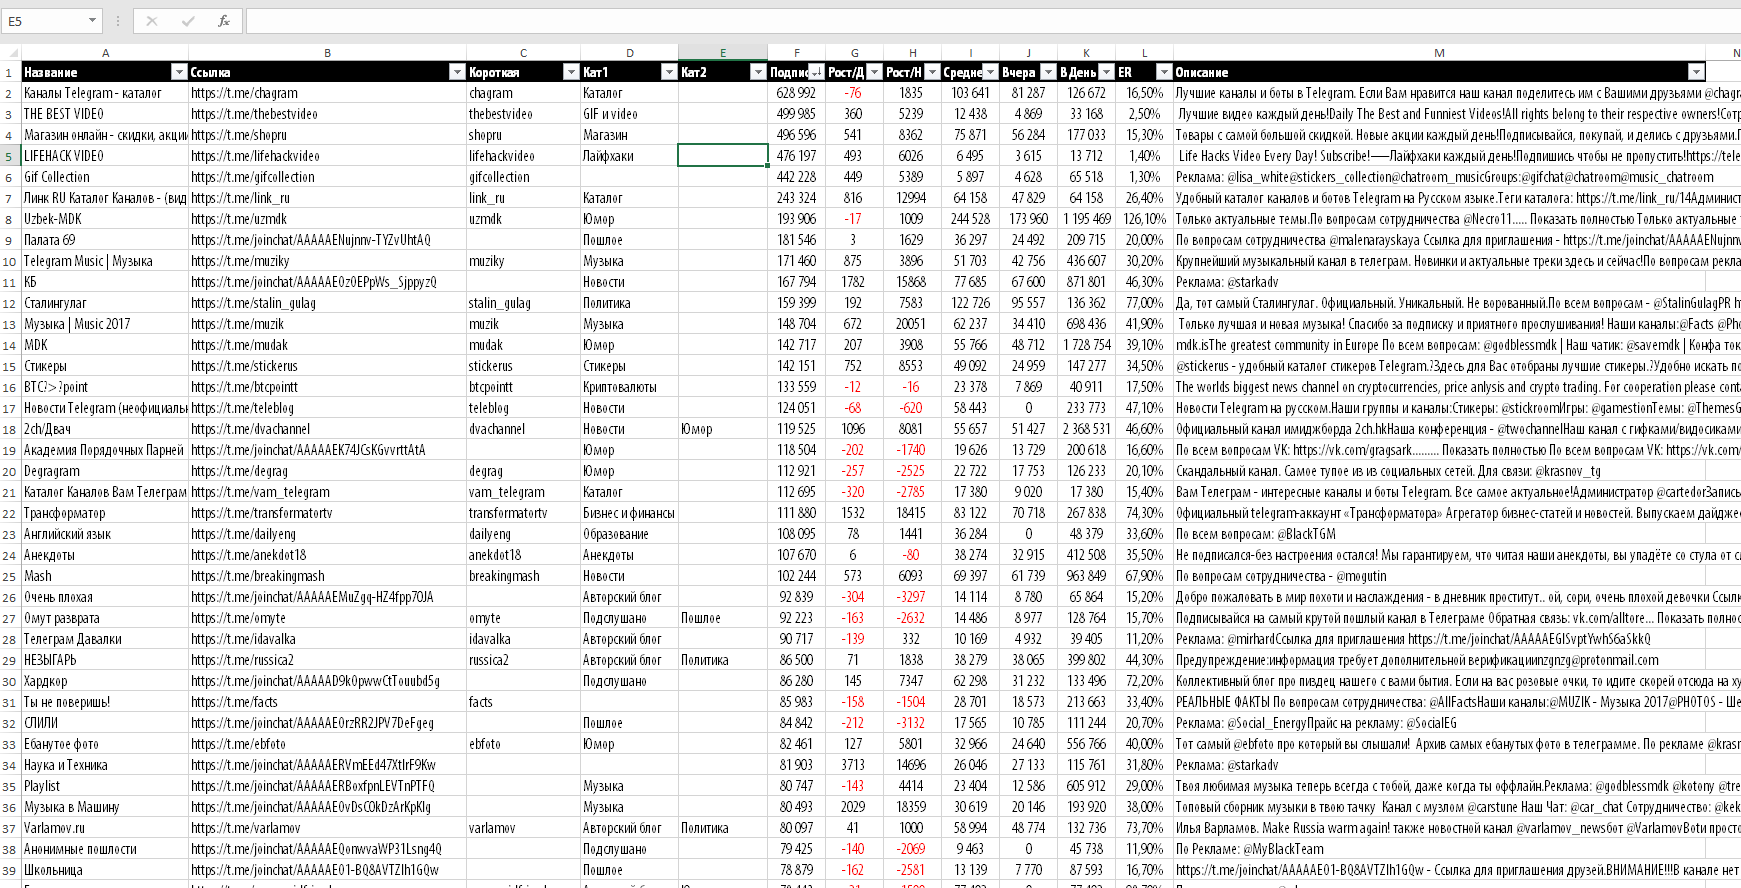 E5
fx
A B C D E F G H I J K L M N
1 Название Ссылка Короткая Кат1 Кат2 Подпис Рост/Д Рост/Н Средне Вчера В День ER Описание
2 Каналы Telegram - каталог https://t.me/chagram chagram Каталог 628 992 -76 1835 103 641 81 287 126 672 16,50% Лучшие каналы и боты в Telegram. Если Вам нравится наш канал поделитесь им с Вашими друзьями @chagr
3 THE BEST VIDEO https://t.me/thebestvideo thebestvideo GIF и video 499 985 360 5239 12 438 4 869 33 168 2,50% Лучшие видео каждый день!Daily The Best and Funniest Videos!All rights belong to their respective owners!Сотр
4 Магазин онлайн - скидки, акции https://t.me/shopru shopru Магазин 496 596 541 8362 75 871 56 284 177 033 15,30% Товары с самой большой скидкой. Новые акции каждый день!Подписывайся, покупай, и делись с друзьями.Г
5 LIFEHACK VIDEO https://t.me/lifehackvideo lifehackvideo Лайфхаки 476 197 493 6026 6 495 3 615 13 712 1,40% Life Hacks Video Every Day! Subscribe!-—Лайфхаки каждый день!Подпишись чтобы не пропустить!https://tele
6 Gif Collection https://t.me/gifcollection gifcollection 442 228 449 5389 5 897 4 628 65 518 1,30% Реклама: @lisa_white@stickers_collection@chatroom_musicGroups:@gifchat@chatroom@music_chatroom
7 Линк RU Каталог Каналов - (вид https://t.me/link_ru link_ru Каталог 243 324 816 12994 64 158 47 829 64 158 26,40% Удобный каталог каналов и ботов Telegram на Русском языке.Теги каталога: https://t.me/link_ru/14Админист
8 Uzbek-MDK https://t.me/uzmdk uzmdk Юмор 193 906 -17 1009 244 528 173 960 1 195 469 126,10% Только актуальные темы.По вопросам сотрудничества @Necro11..... Показать полностью Только актуальные
9 Палата 69 https://t.me/joinchat/AAAAAENujnnv-TYZvUhtAQ Пошлое 181 546 3 1629 36 297 24 492 209 715 20,00% По вопросам сотрудничества @malenarayskaya Ссылка для приглашения - https://t.me/joinchat/AAAAAENujnnv
10 Telegram Music | Музыка https://t.me/muziky muziky Музыка 171 460 875 3896 51 703 42 756 436 607 30,20% Крупнейший музыкальный канал в телеграм. Новинки и актуальные треки здесь и сейчас!По вопросам рекла
11 КБ https://t.me/joinchat/AAAAAEOzOEPpWs_SjppyzQ Новости 167 794 1782 15868 77 685 67 600 871 801 46,30% Реклама: @starkadv
12 Сталингулаг https://t.me/stalin_gulag stalin_gulag Политика 159 399 192 7583 122 726 95 557 136 362 77,00% Да, тот самый Сталингулаг. Официальный. Уникальный. Не ворованный.По всем вопросам - @StalinGulagPR
13 Музыка | Music 2017 https://t.me/muzik muzik Музыка 148 704 672 20051 62 237 34 410 698 436 41,90% Только лучшая и новая музыка! Спасибо за подписку и приятного прослушивания! Наши каналы:@Facts @Pho
14 MDK https://t.me/mudak mudak Юмор 142 717 207 3908 55 766 48 712 1 728 754 39,10% mdk.isThe greatest community in Europe По всем вопросам: @godblessmdk | Наш чатик: @savemdk | Конфа ток
15 Стикеры https://t.me/stickerus stickerus Стикеры 142 151 752 8553 49 092 24 959 147 277 34,50% @stickerus - удобный каталог стикеров Telegram.?Здесь для Вас отобраны лучшие стикеры.?Удобно искать по
16 BTC?>?point https://t.me/btcpointt btcpointt Криптовалюты 133 559 -12 -16 23 378 7 869 40 911 17,50% The worlds biggest news channel on cryptocurrencies, price anlysis and crypto trading. For cooperation please cont
17 Новости Telegram (неофициальн https://t.me/teleblog teleblog Новости 124 051 -68 -620 58 443 0 233 773 47,10% Новости Telegram на русском.Наши группы и каналы:Стикеры: @stickroomИгры: @gamestionТемы: @ThemesG
18 2ch/Двач https://t.me/dvachannel dvachannel Новости Юмор 119 525 1096 8081 55 657 51 427 2 368 531 46,60% Официальный канал имиджборда 2ch.hkНаша конференция - @twochannelНаш канал с гифками/видосиками
19 Академия Порядочных Парней https://t.me/joinchat/AAAAAEK74JCsKGvvrttAtA Юмор 118 504 -202 -1740 19 626 13 729 200 618 16,60% По всем вопросам VK: https://vk.com/gragsark......... Показать полностью По всем вопросам VK: https://vk.com/
20 Degragram https://t.me/degrag degrag Юмор 112 921 -257 -2525 22 722 17 753 126 233 20,10% Скандальный канал. Самое тупое из из социальных сетей. Для связи: @krasnov_tg
21 Каталог Каналов Вам Телеграм https://t.me/vam_telegram vam_telegram Каталог 112 695 -320 -2785 17 380 9 020 17 380 15,40% Вам Телеграм - интересные каналы и боты Telegram. Все самое актуальное!Администратор @cartedorЗапись
22 Трансформатор https://t.me/transformatortv transformatortv Бизнес и финансы 111 880 1532 18415 83 122 70 718 267 838 74,30% Официальный telegram-аккаунт «Трансформатора» Агрегатор бизнес-статей и новостей. Выпускаем дайджес
23 Английский язык https://t.me/dailyeng dailyeng Образование 108 095 78 1441 36 284 0 48 379 33,60% По всем вопросам: @BlackTGM
24 Анекдоты https://t.me/anekdot18 anekdot18 Анекдоты 107 670 6 -80 38 274 32 915 412 508 35,50% Не подписался-без настроения остался! Мы гарантируем, что читая наши анекдоты, вы упадёте со стула от см
25 Mash https://t.me/breakingmash breakingmash Новости 102 244 573 6093 69 397 61 739 963 849 67,90% По вопросам сотрудничества - @mogutin
26 Очень плохая https://t.me/joinchat/AAAAAEMuZgq-HZ4fpp70JA Авторский блог 92 839 -304 -3297 14 114 8 780 65 864 15,20% Добро пожаловать в мир похоти и наслаждения - в дневник проститут.. ой, сори, очень плохой девочки Ссылк
27 Омут разврата https://t.me/omyte omyte Подслушано Пошлое 92 223 -163 -2632 14 486 8 977 128 764 15,70% Подписывайся на самый крутой пошлый канал в Телеграме Обратная связь: vk.com/alltore... Показать полнос
28 Телеграм Давалки https://t.me/idavalka idavalka Авторский блог 90 717 -139 332 10 169 4 932 39 405 11,20% Реклама: @mirhardСсылка для приглашения https://t.me/joinchat/AAAAAEGISvptYwhS6aSkkQ
29 НЕЗЫГАРЬ https://t.me/russica2 russica2 Авторский блог Политика 86 500 71 1838 38 279 38 065 399 802 44,30% Предупреждение:информация требует дополнительной верификацииnzgnzg@protonmail.com
30 Хардкор https://t.me/joinchat/AAAAAD9kOpwwCtTouubd5g Подслушано 86 280 145 7347 62 298 31 232 133 496 72,20% Коллективный блог про пиздец нашего с вами бытия. Если на вас розовые очки, то идите скорей отсюда на ху
31 Ты не поверишь! https://t.me/facts facts 85 983 -158 -1504 28 701 18 573 213 663 33,40% РЕАЛЬНЫЕ ФАКТЫ По вопросам сотрудничества: @AllFactsНаши каналы:@MUZIK - Музыка 2017@PHOTOS - Ше
32 СЛИЛИ https://t.me/joinchat/AAAAAEOrzRR2JPV7DeFgeg Пошлое 84 842 -212 -3132 17 565 10 785 111 244 20,70% Реклама: @Social_EnergyПрайс на рекламу: @SocialEG
33 Ебанутое фото https://t.me/ebfoto ebfoto Юмор 82 461 127 5801 32 966 24 640 556 766 40,00% Тот самый @ebfoto про который вы слышали! Архив самых ебанутых фото в телеграмме. По рекламе @krasn
34 Наука и Техника https://t.me/joinchat/AAAAAERVmEEd47XtIrF9Kw 81 903 3713 14696 26 046 27 133 115 761 31,80% Реклама: @starkadv
35 Playlist https://t.me/joinchat/AAAAAERBoxfpnLEVTnPTFQ Музыка 80 747 -143 4414 23 404 12 586 605 912 29,00% Твоя любимая музыка теперь всегда с тобой, даже когда ты оффлайн.Реклама: @godblessmdk @kotony @tre
36 Музыка в Машину https://t.me/joinchat/AAAAAEOvDsC0kDzArKpKIg Музыка 80 493 2029 18359 30 619 20 146 193 920 38,00% Топовый сборник музыки в твою тачку Канал с музлом @carstune Наш Чат: @car_chat Сотрудничество: @kek
37 Varlamov.ru https://t.me/varlamov varlamov Авторский блог Политика 80 097 41 1000 58 994 48 774 132 736 73,70% Илья Варламов. Make Russia warm again! также новостной канал @varlamov_newsбот @VarlamovBotи прост
38 Анонимные пошлости https://t.me/joinchat/AAAAAEQonwvaWP31Lsng4Q Подслушано 79 425 -140 -2069 9 463 0 45 738 11,90% По Рекламе: @MyBlackTeam
39 Школьница https://t.me/joinchat/AAAAAE01-BQ8AVTZIh1GQw Пошлое 78 879 -162 -2581 13 139 7 770 87 593 16,70% https://t.me/joinchat/AAAAAE01-BQ8AVTZIh1GQw - Ссылка для приглашения друзей.ВНИМАНИЕ!!!В канале нет